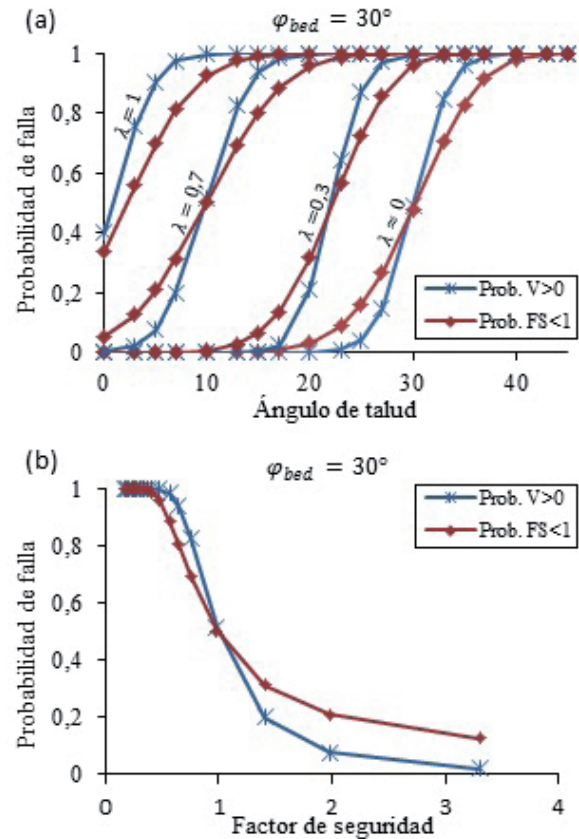 (a)
φbed = 30°
Probabilidad de falla
1
0,8
0,6
0,4
0,2
0
λ = 1
λ = 0,7
λ =0,3
λ ≈ 0
Prob. V>0
Prob. FS<1
0
10
20
30
40
Ángulo de talud
(b)
φbed = 30°
Probabilidad de falla
1
0,8
0,6
0,4
0,2
0
Prob. V>0
Prob. FS<1
0
1
2
3
4
Factor de seguridad